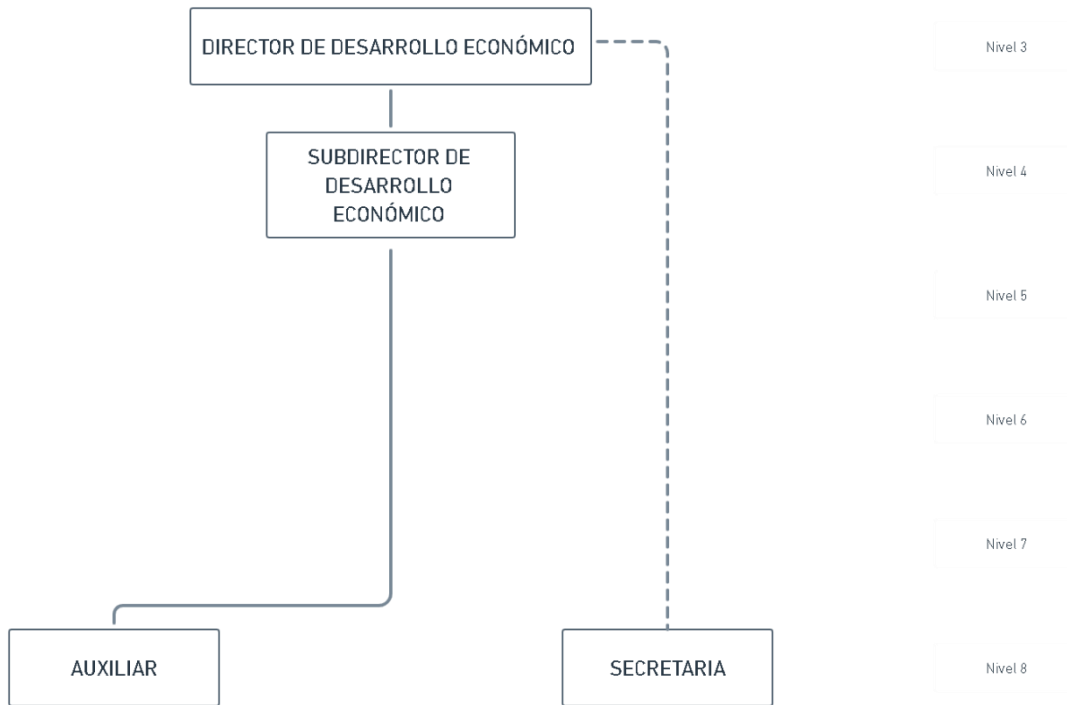 DIRECTOR DE DESARROLLO ECONÓMICO
Nivel 3
SUBDIRECTOR DE
DESARROLLO
ECONÓMICO
Nivel 4
Nivel 5
Nivel 6
Nivel 7
AUXILIAR
SECRETARIA
Nivel 8